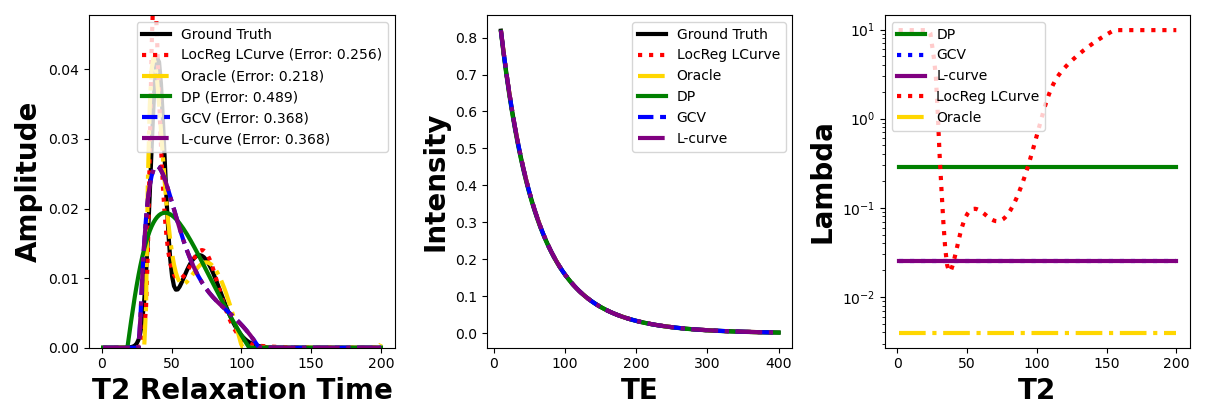 Amplitude
0.04
0.03
0.02
0.01
0.00
0
50
100
150
200
T2 Relaxation Time
Ground Truth
LocReg LCurve (Error: 0.256)
Oracle (Error: 0.218)
DP (Error: 0.489)
GCV (Error: 0.368)
L-curve (Error: 0.368)
Intensity
0.8
0.7
0.6
0.5
0.4
0.3
0.2
0.1
0.0
0
100
200
300
400
TE
Ground Truth
LocReg LCurve
Oracle
DP
GCV
L-curve
Lambda
10¹
10⁰
10⁻¹
10⁻²
0
50
100
150
200
T2
DP
GCV
L-curve
LocReg LCurve
Oracle